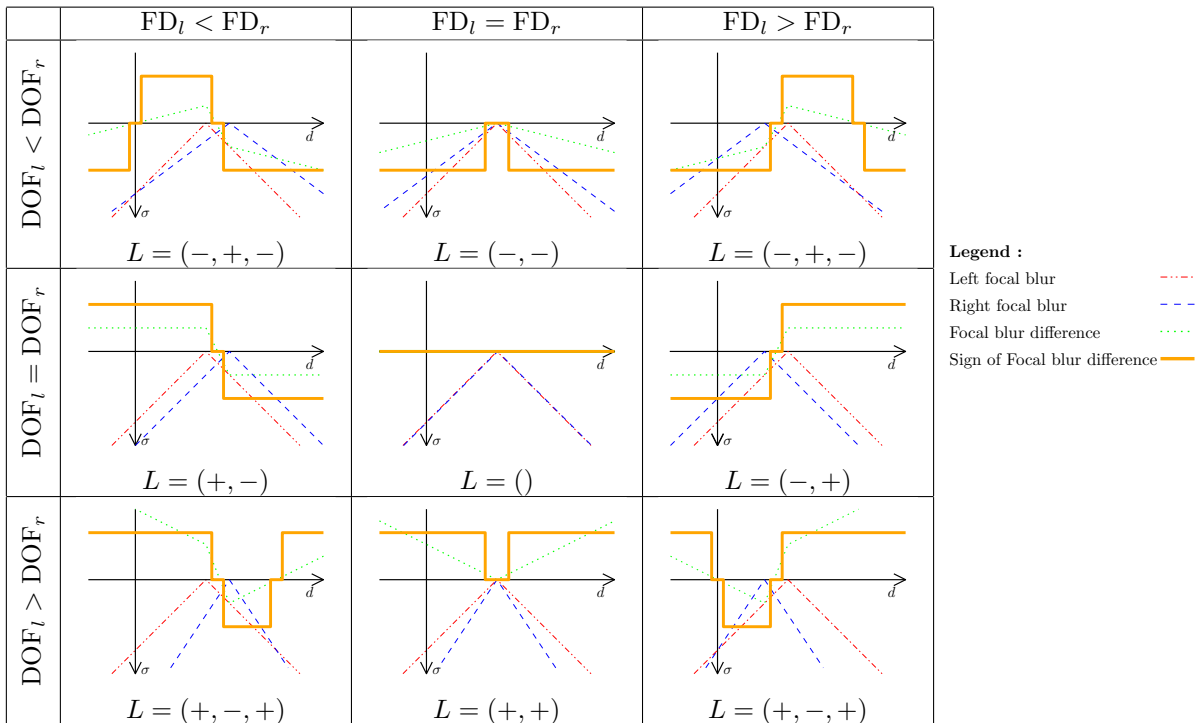 FD_l < FD_r
FD_l = FD_r
FD_l > FD_r
DOF_l < DOF_r
d
σ
L = (−, +, −)
d
σ
L = (−, −)
d
σ
L = (−, +, −)
DOF_l = DOF_r
d
σ
L = (+, −)
d
σ
L = ()
d
σ
L = (−, +)
DOF_l > DOF_r
d
σ
L = (+, −, +)
d
σ
L = (+, +)
d
σ
L = (+, −, +)
Legend :
Left focal blur
Right focal blur
Focal blur difference
Sign of Focal blur difference